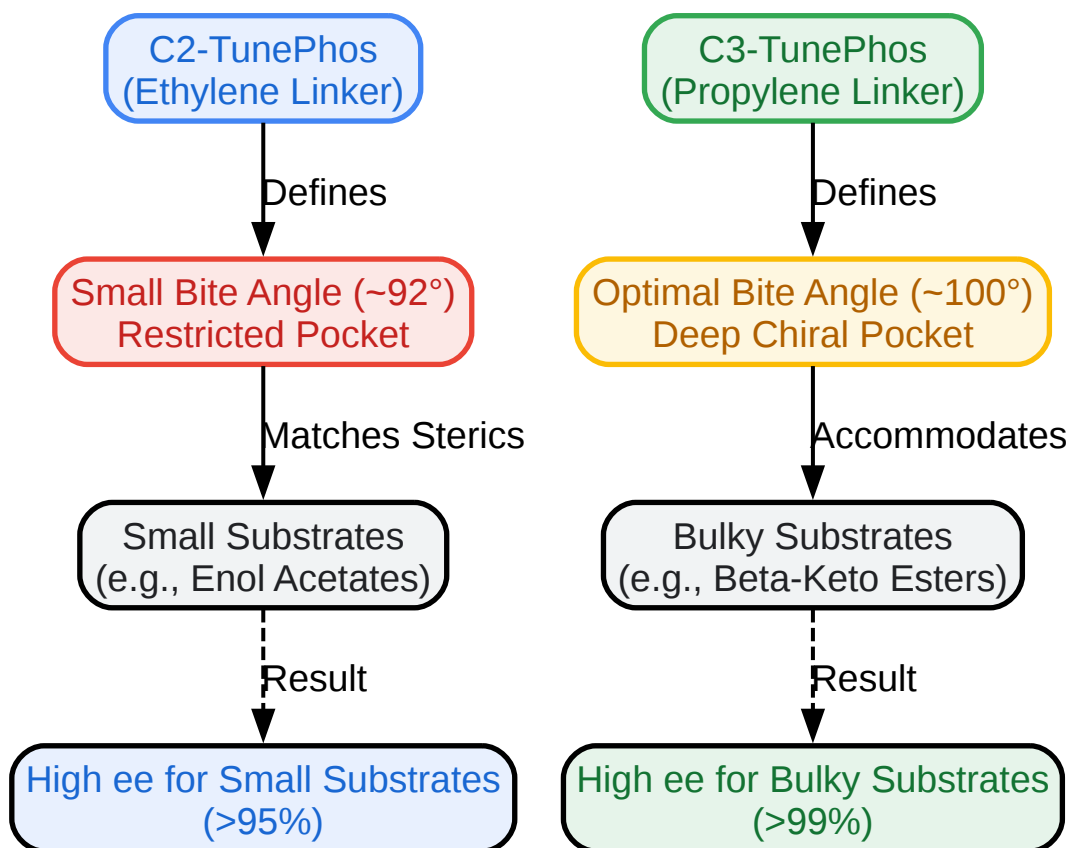 C2-TunePhos
(Ethylene Linker)
Defines
Small Bite Angle (~92°)
Restricted Pocket
Matches Sterics
Small Substrates
(e.g., Enol Acetates)
Result
High ee for Small Substrates
(>95%)
C3-TunePhos
(Propylene Linker)
Defines
Optimal Bite Angle (~100°)
Deep Chiral Pocket
Accommodates
Bulky Substrates
(e.g., Beta-Keto Esters)
Result
High ee for Bulky Substrates
(>99%)